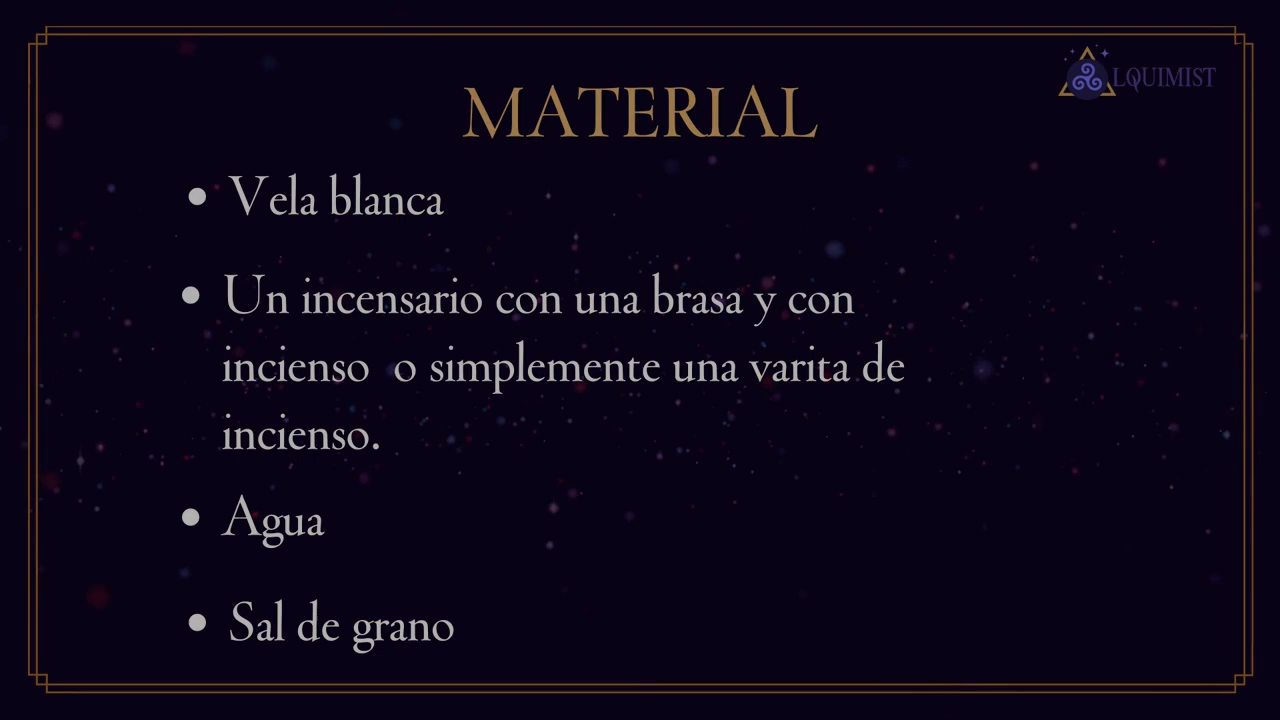 LQUIMIST
MATERIAL
• Vela blanca
• Un incensario con una brasa y con
incienso  o simplemente una varita de
incienso.
• Agua
• Sal de grano